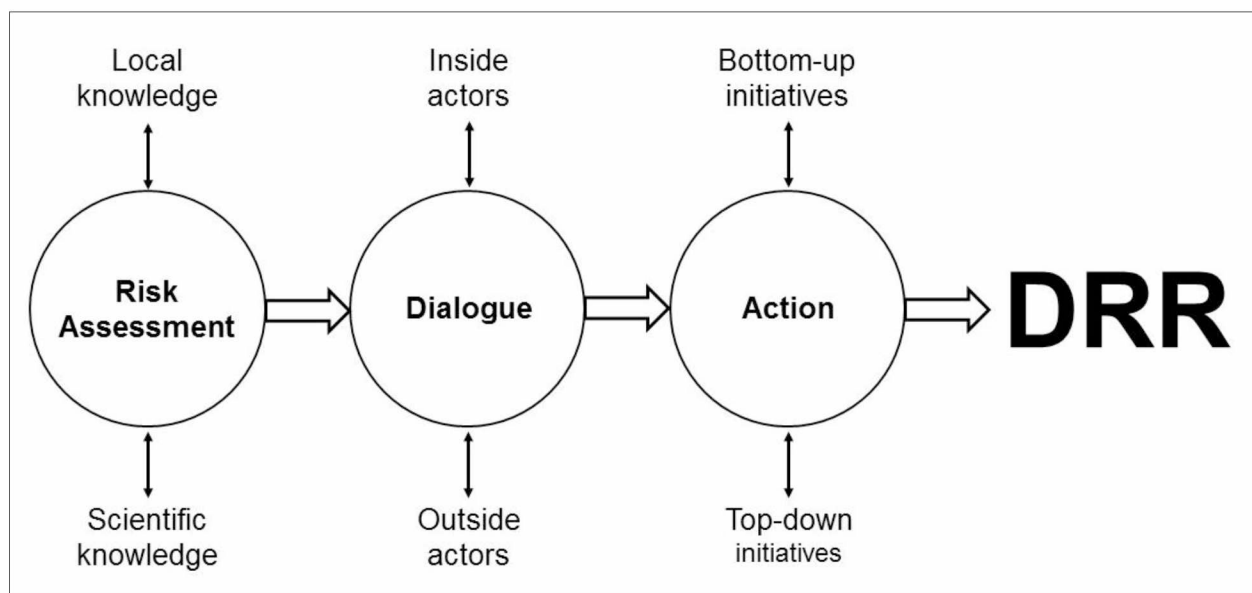 Local
knowledge
Inside
actors
Bottom-up
initiatives
Risk
Assessment
Dialogue
Action
DRR
Scientific
knowledge
Outside
actors
Top-down
initiatives